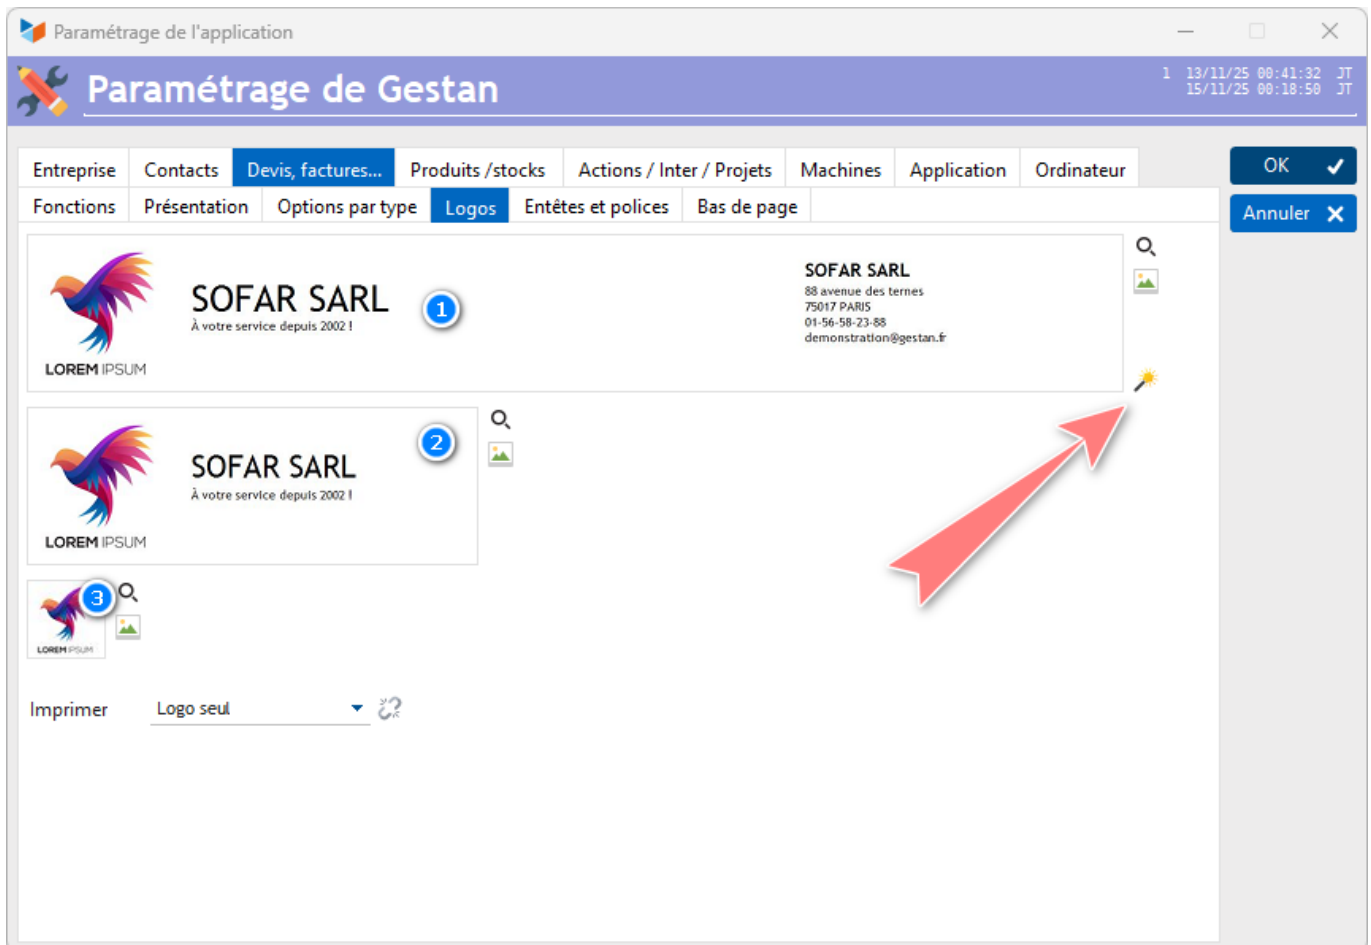 Paramétrage de l'application
Paramétrage de Gestan
1 13/11/25 00:41:32 JT
15/11/25 00:18:50 JT
Entreprise Contacts Devis, factures... Produits /stocks Actions / Inter / Projets Machines Application Ordinateur
OK
Fonctions Présentation Options par type Logos Entêtes et polices Bas de page
Annuler
SOFAR SARL
À votre service depuis 2002 !
LOREM IPSUM
1
SOFAR SARL
88 avenue des ternes
75017 PARIS
01-56-58-23-88
demonstration@gestan.fr
SOFAR SARL
À votre service depuis 2002 !
LOREM IPSUM
2
3
LOREM IPSUM
Imprimer Logo seul